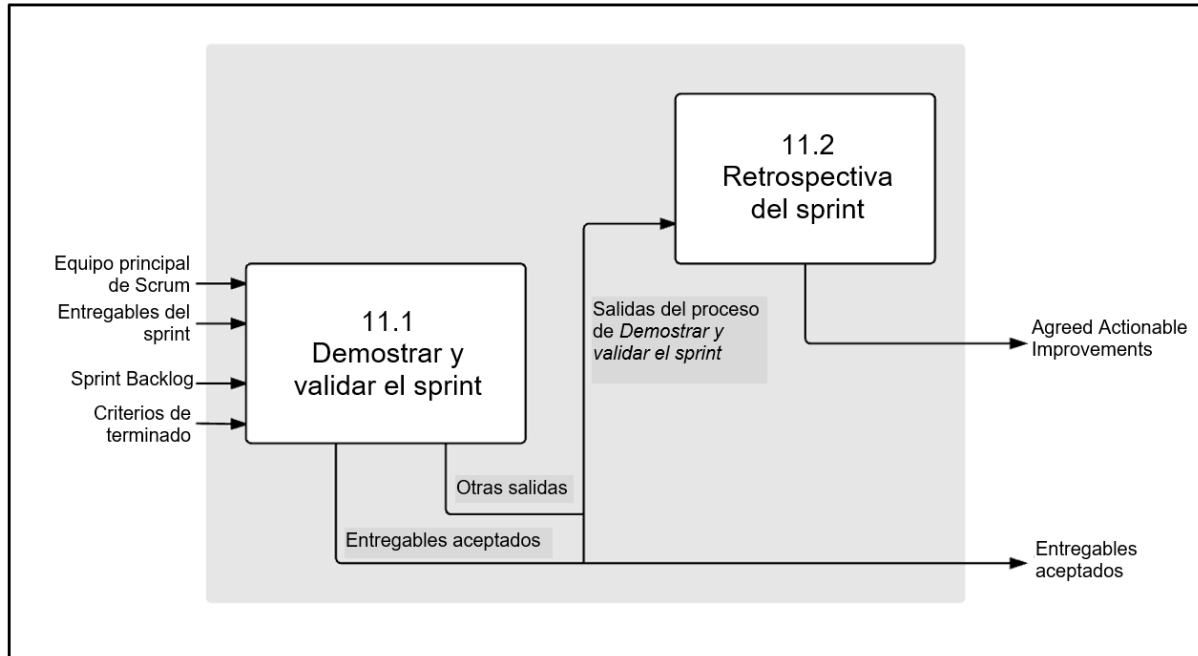 11.2
Retrospectiva
del sprint
Equipo principal
de Scrum
Entregables del
sprint
Sprint Backlog
Criterios de
terminado
11.1
Demostrar y
validar el sprint
Salidas del proceso
de Demostrar y
validar el sprint
Agreed Actionable
Improvements
Otras salidas
Entregables aceptados
Entregables
aceptados